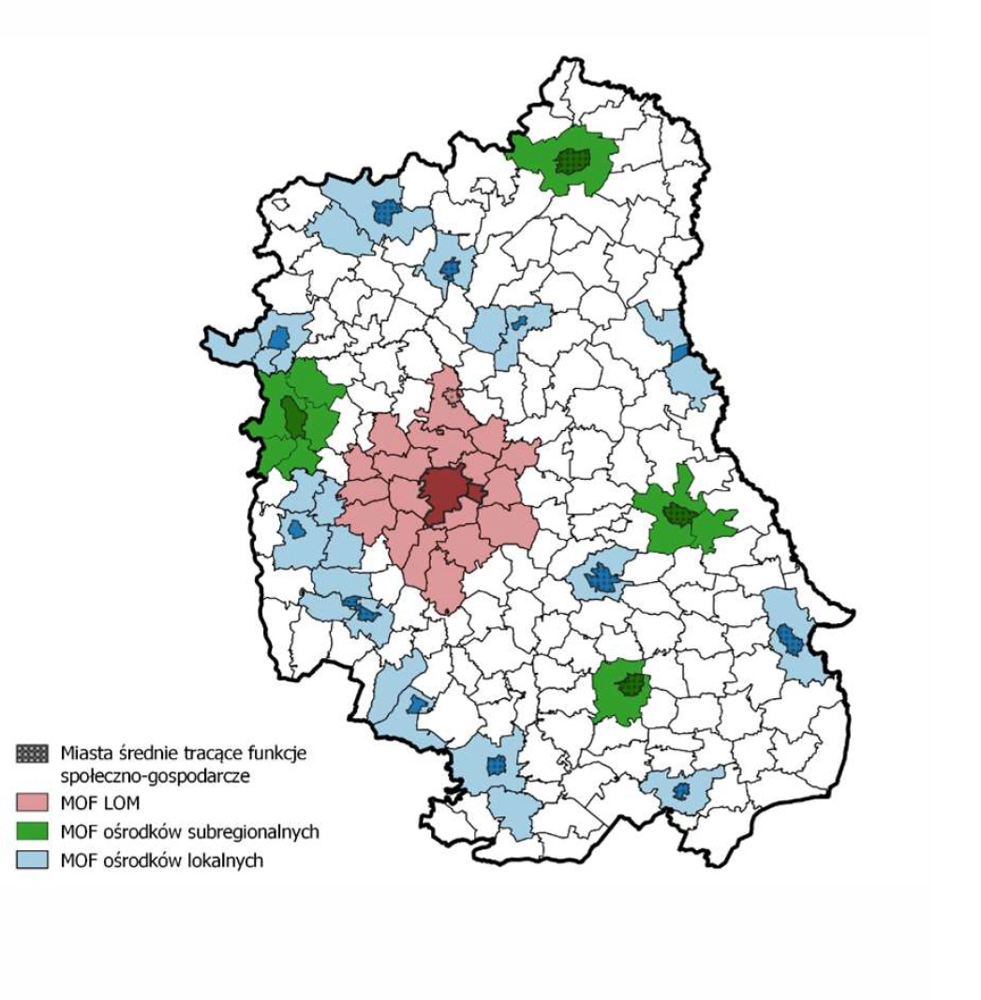 Miasta średnie tracące funkcje
społeczno-gospodarcze
MOF LOM
MOF ośrodków subregionalnych
MOF ośrodków lokalnych